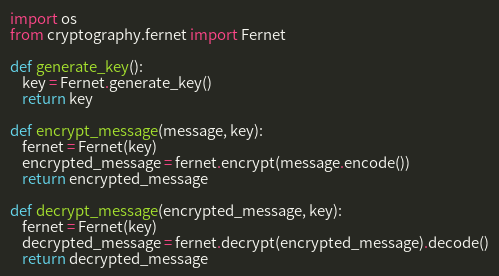 import os
from cryptography.fernet import Fernet

def generate_key():
    key = Fernet.generate_key()
    return key

def encrypt_message(message, key):
    fernet = Fernet(key)
    encrypted_message = fernet.encrypt(message.encode())
    return encrypted_message

def decrypt_message(encrypted_message, key):
    fernet = Fernet(key)
    decrypted_message = fernet.decrypt(encrypted_message).decode()
    return decrypted_message